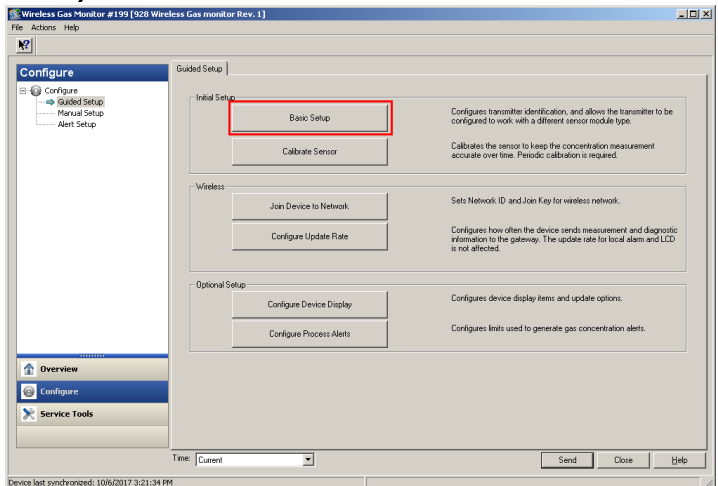 Wireless Gas Monitor #199 [928 Wireless Gas monitor Rev. 1]
File Actions Help
Configure
Configure
Guided Setup
Manual Setup
Alert Setup
Overview
Configure
Service Tools
Guided Setup
Initial Setup
Basic Setup
Configures transmitter identification, and allows the transmitter to be
configured to work with a different sensor module type.
Calibrate Sensor
Calibrates the sensor to keep the concentration measurement
accurate over time. Periodic calibration is required.
Wireless
Join Device to Network
Sets Network ID and Join Key for wireless network.
Configure Update Rate
Configures how often the device sends measurement and diagnostic
information to the gateway. The update rate for local alarm and LCD
is not affected.
Optional Setup
Configure Device Display
Configures device display items and update options.
Configure Process Alerts
Configures limits used to generate gas concentration alerts.
Time: Current
Send Close Help
Device last synchronized: 10/6/2017 3:21:34 PM